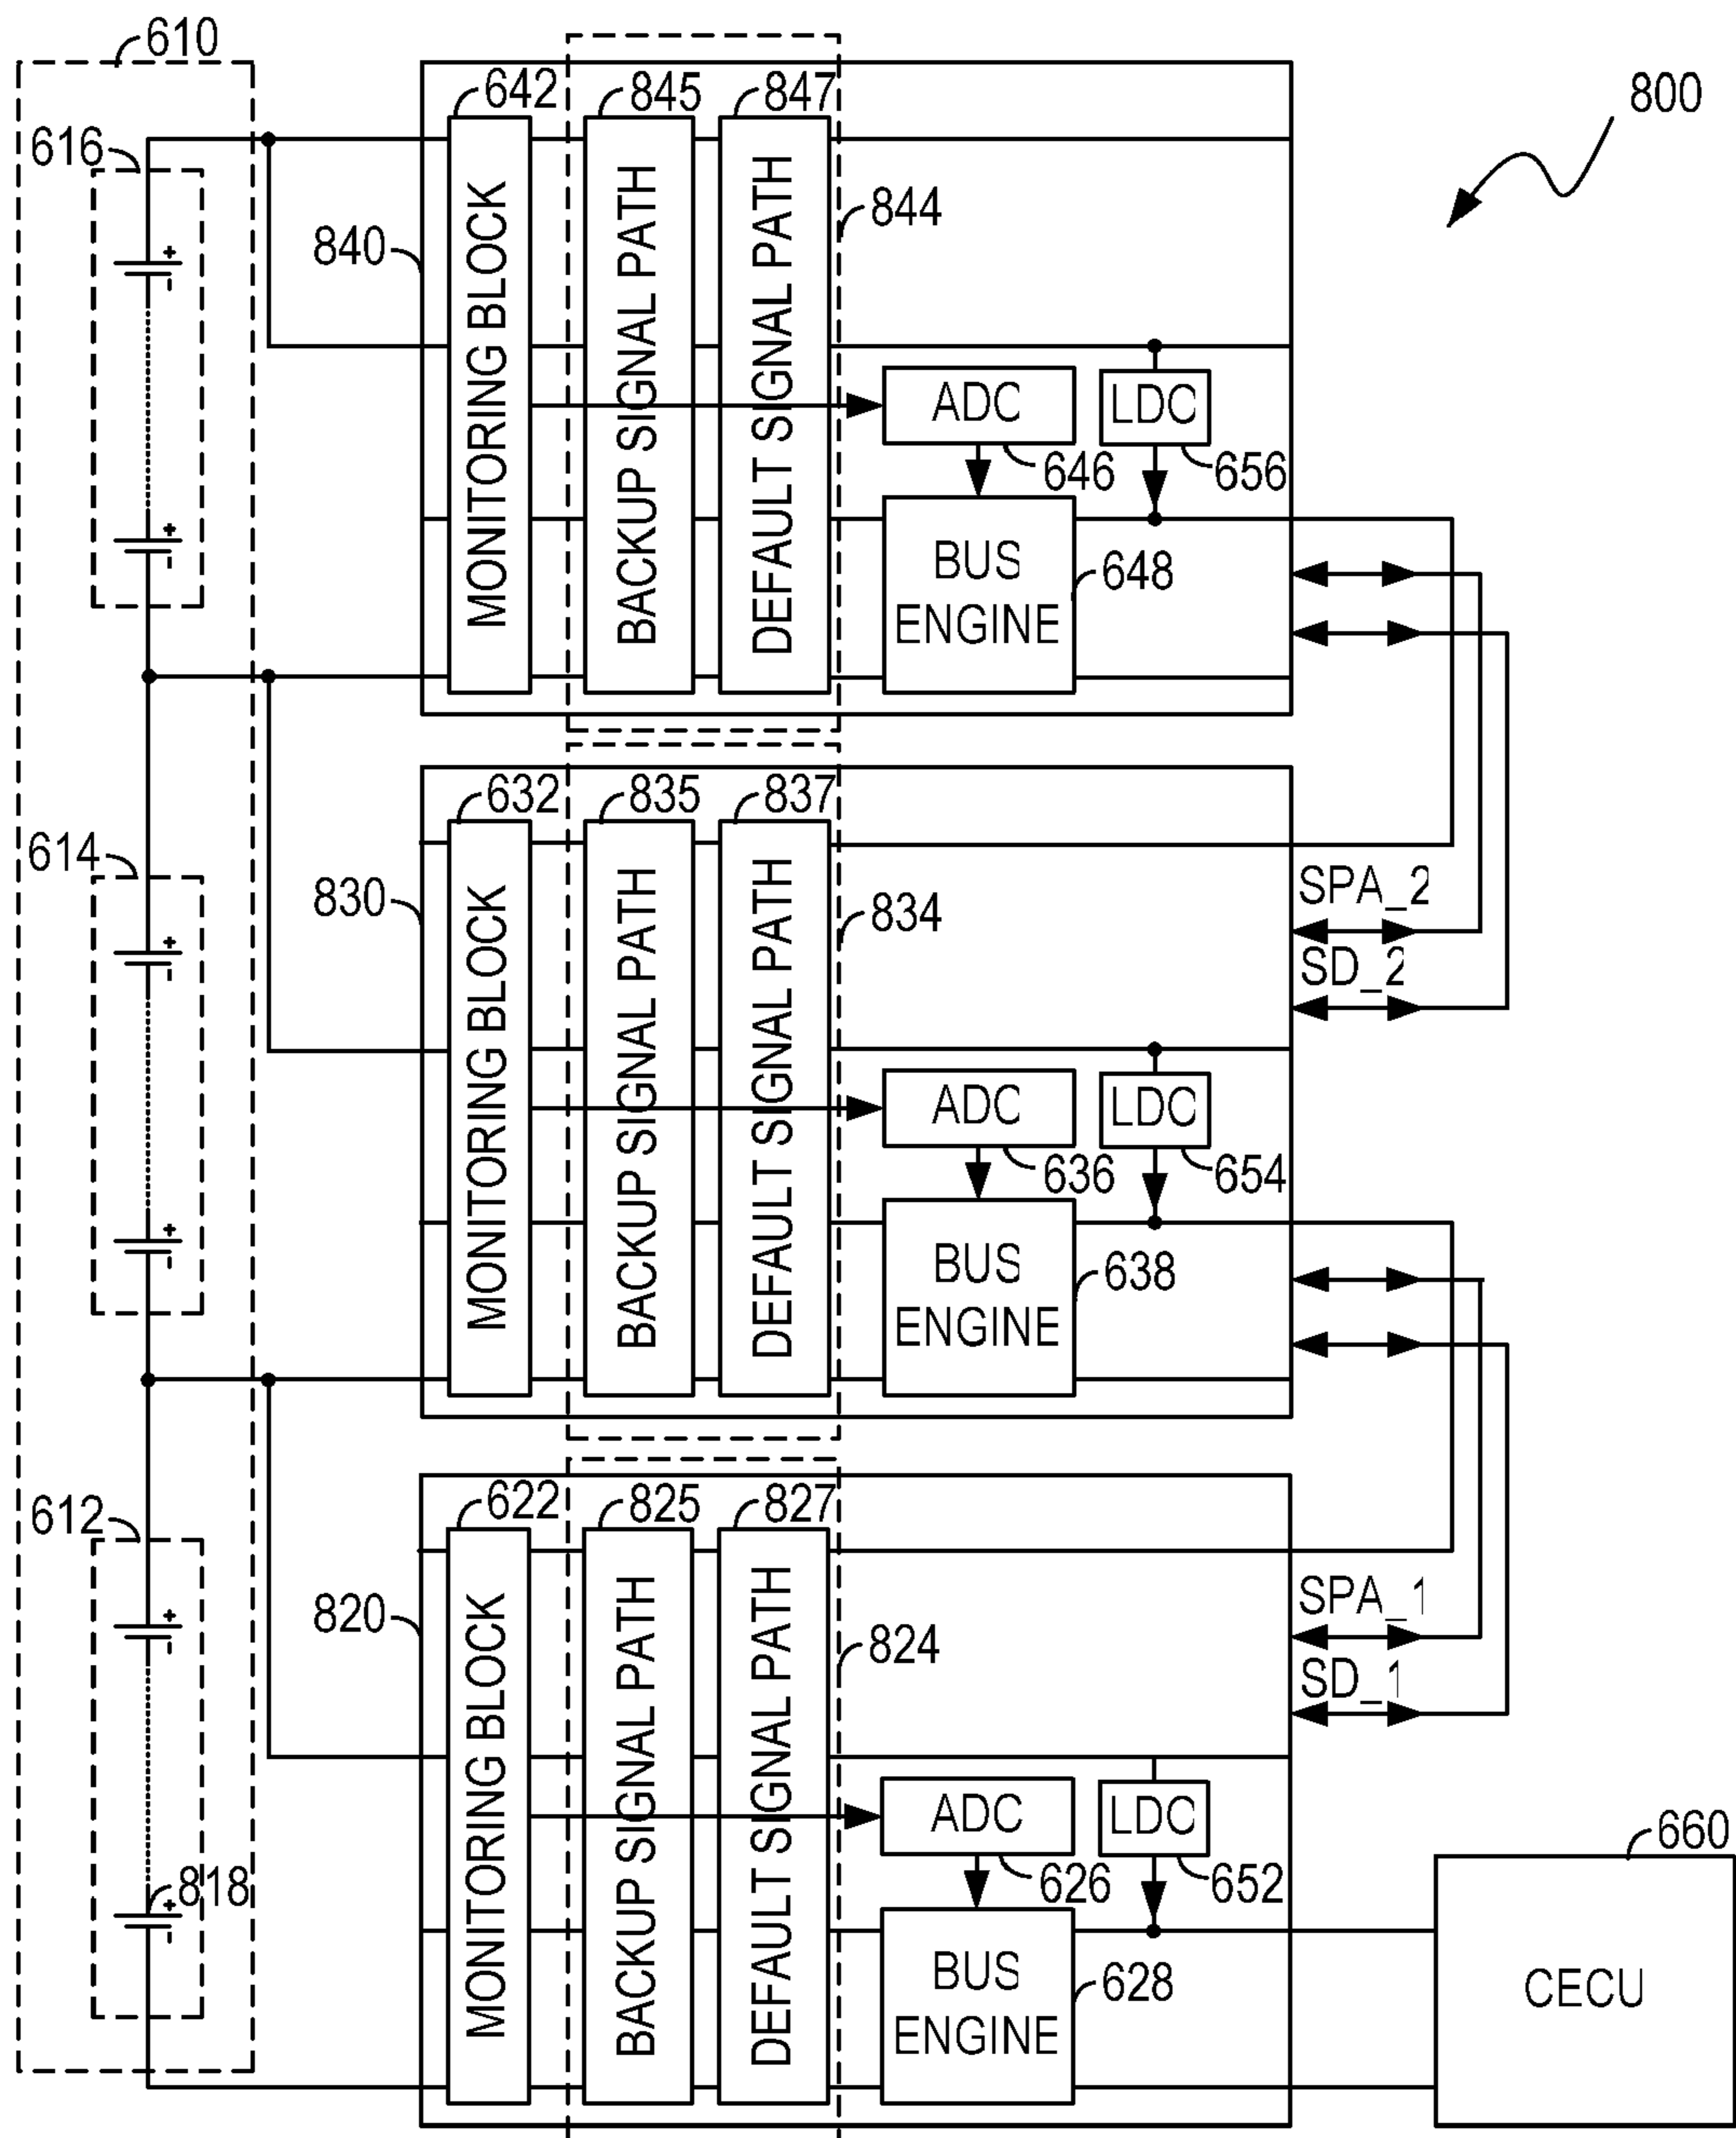 610
642
845
847
800
616
844
840
MONITORING BLOCK
BACKUP SIGNAL PATH
DEFAULT SIGNAL PATH
ADC
LDO
646
656
BUS
ENGINE
648
632
835
837
614
830
834
MONITORING BLOCK
BACKUP SIGNAL PATH
DEFAULT SIGNAL PATH
SPA_2
SD_2
ADC
LDO
636
654
BUS
ENGINE
638
622
825
827
612
820
824
MONITORING BLOCK
BACKUP SIGNAL PATH
DEFAULT SIGNAL PATH
SPA_1
SD_1
ADC
LDO
626
652
660
818
BUS
ENGINE
628
CECU